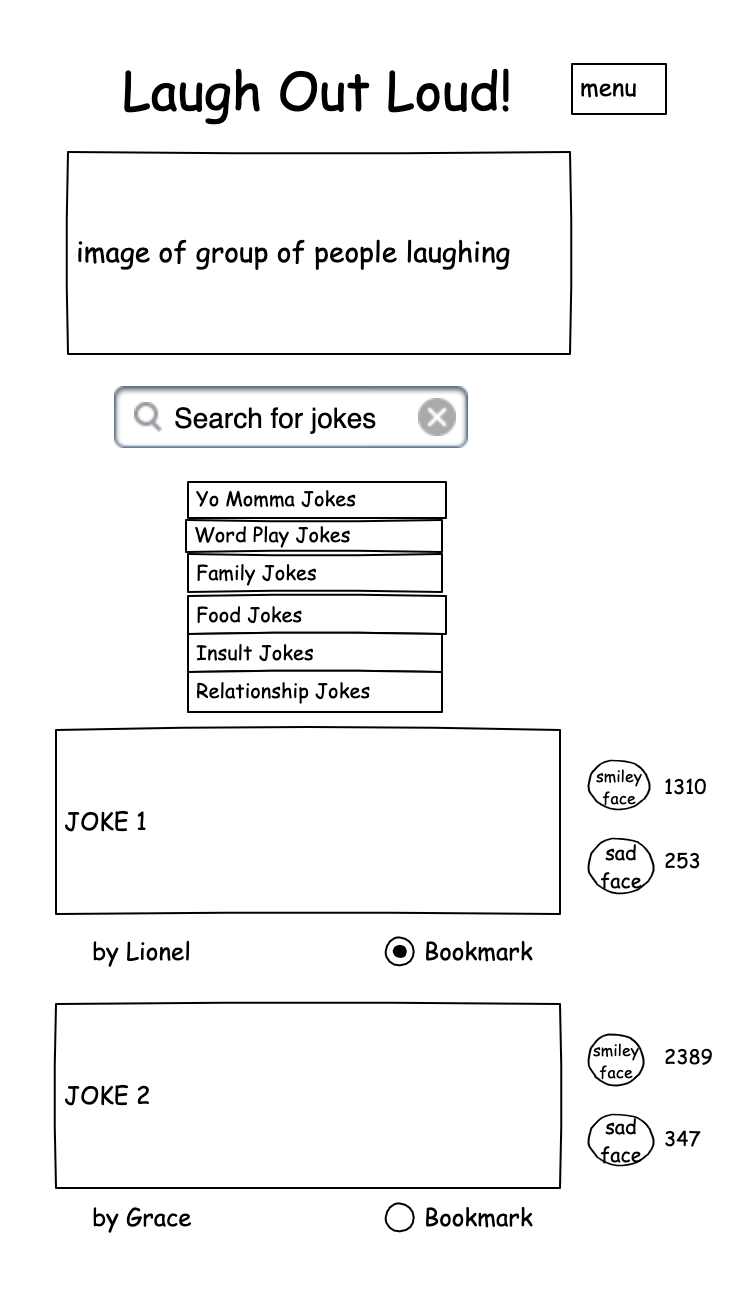 Laugh Out Loud!
menu
image of group of people laughing
Search for jokes
Yo Momma Jokes
Word Play Jokes
Family Jokes
Food Jokes
Insult Jokes
Relationship Jokes
JOKE 1
smiley
face
1310
sad
face
253
by Lionel
Bookmark
JOKE 2
smiley
face
2389
sad
face
347
by Grace
Bookmark